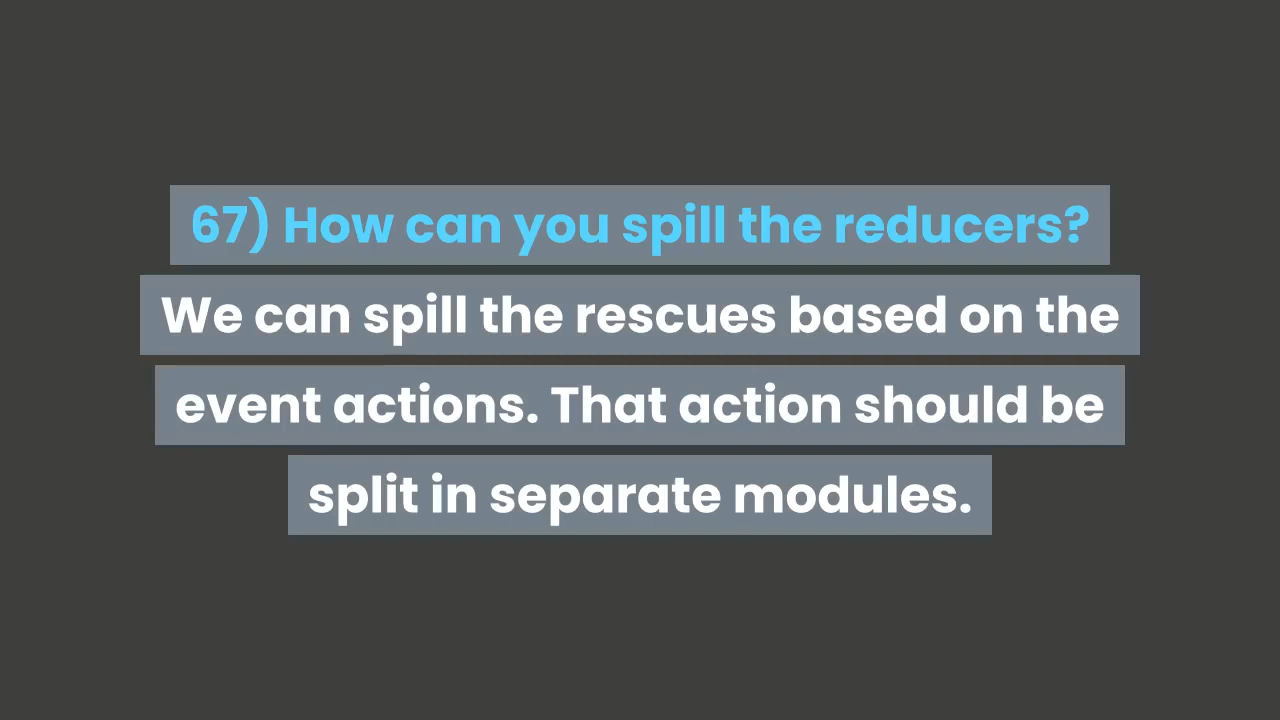 67) How can you spill the reducers?
We can spill the rescues based on the
event actions. That action should be
split in separate modules.